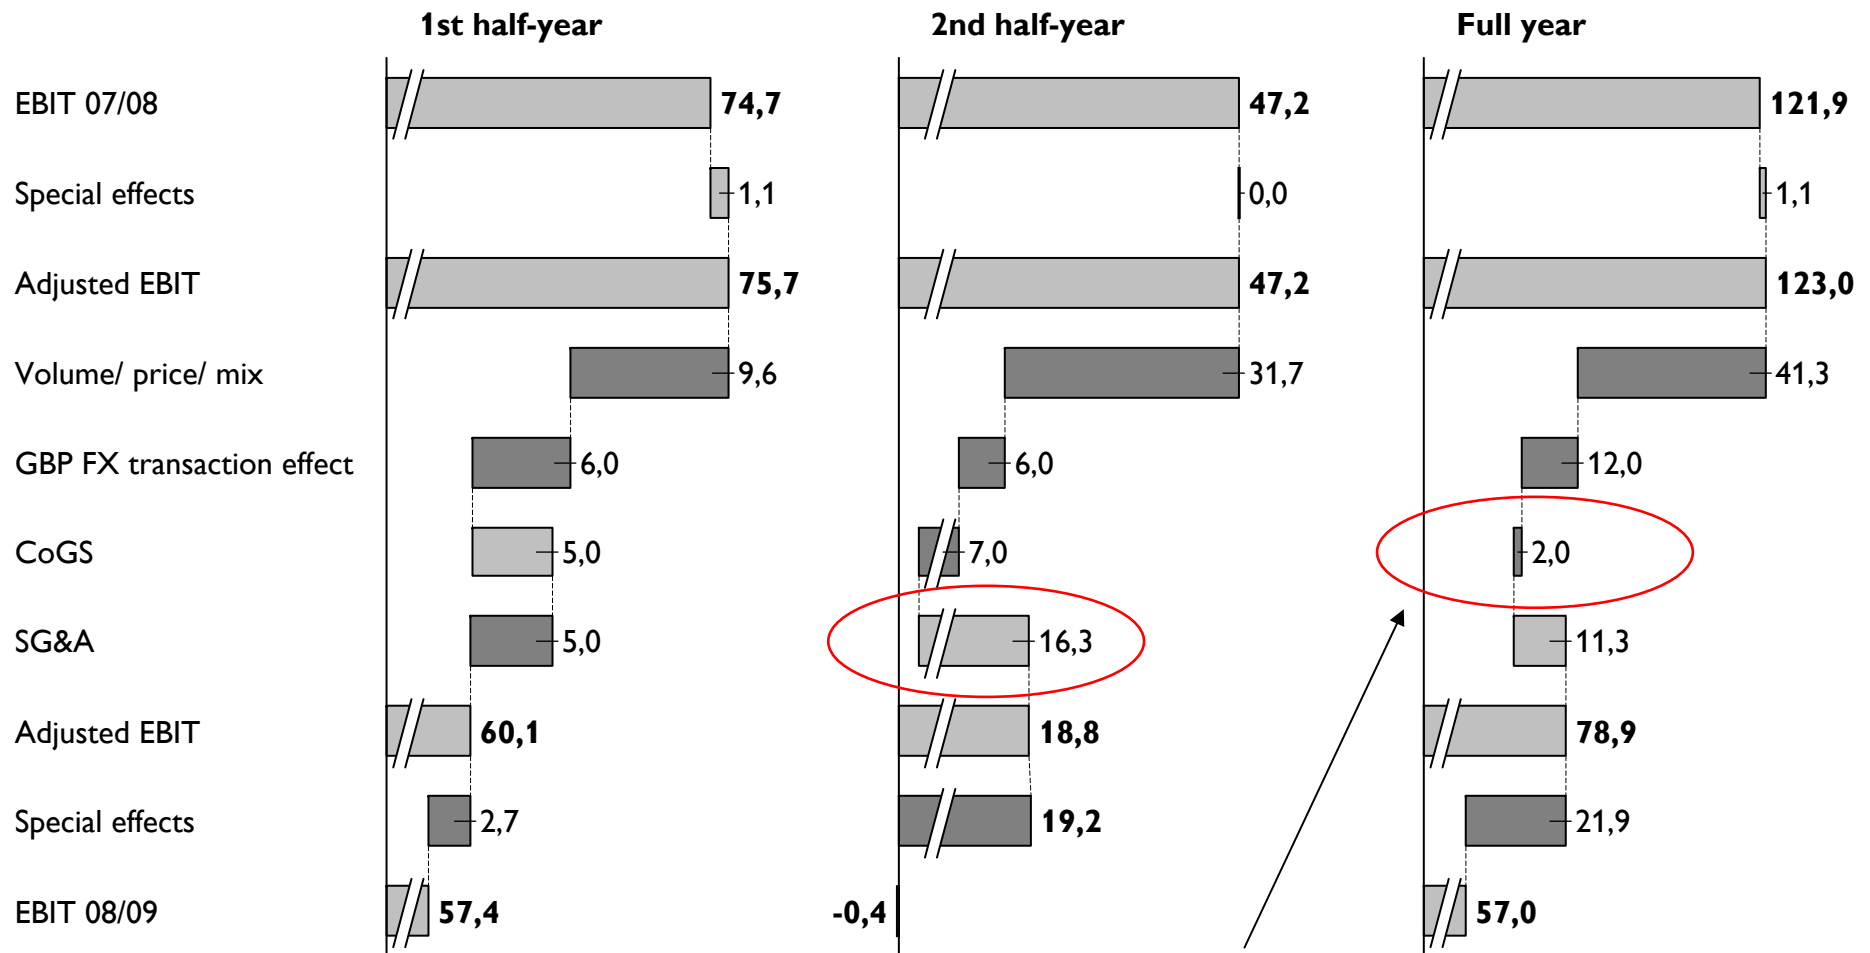 1st half-year 2nd half-year Full year
EBIT 07/08 74,7 47,2 121,9
Special effects 1,1 0,0 1,1
Adjusted EBIT 75,7 47,2 123,0
Volume/ price/ mix 9,6 31,7 41,3
GBP FX transaction effect 6,0 6,0 12,0
CoGS 5,0 7,0 2,0
SG&A 5,0 16,3 11,3
Adjusted EBIT 60,1 18,8 78,9
Special effects 2,7 19,2 21,9
EBIT 08/09 57,4 -0,4 57,0